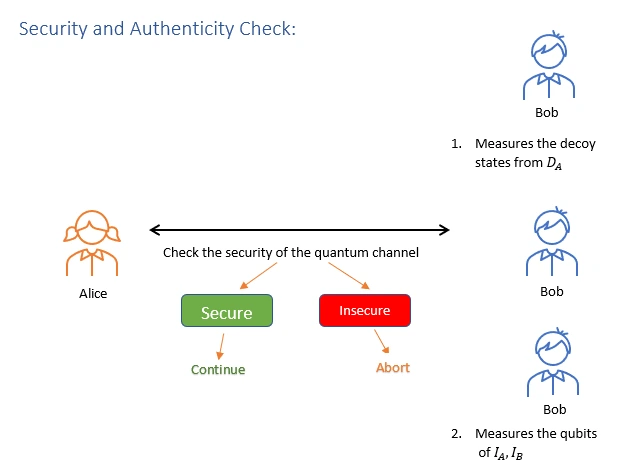 Security and Authenticity Check:
Bob
1. Measures the decoy
states from D_A
Check the security of the quantum channel
Alice
Bob
Secure
Insecure
Continue
Abort
Bob
2. Measures the qubits
of I_A, I_B